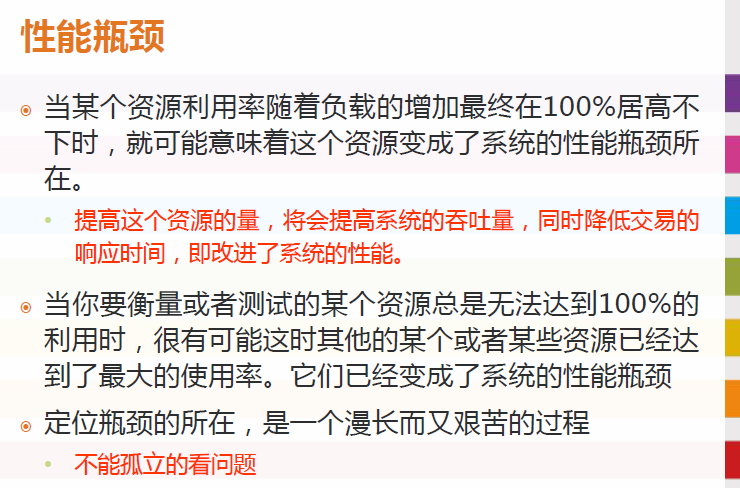 性能瓶颈
当某个资源利用率随着负载的增加最终在100%居高不
下时，就可能意味着这个资源变成了系统的性能瓶颈所
在。
提高这个资源的量，将会提高系统的吞吐量，同时降低交易的
响应时间，即改进了系统的性能。
当你要衡量或者测试的某个资源总是无法达到100%的
利用时，很有可能这时其他的某个或者某些资源已经达
到了最大的使用率。它们已经变成了系统的性能瓶颈
定位瓶颈的所在，是一个漫长而又艰苦的过程
不能孤立的看问题